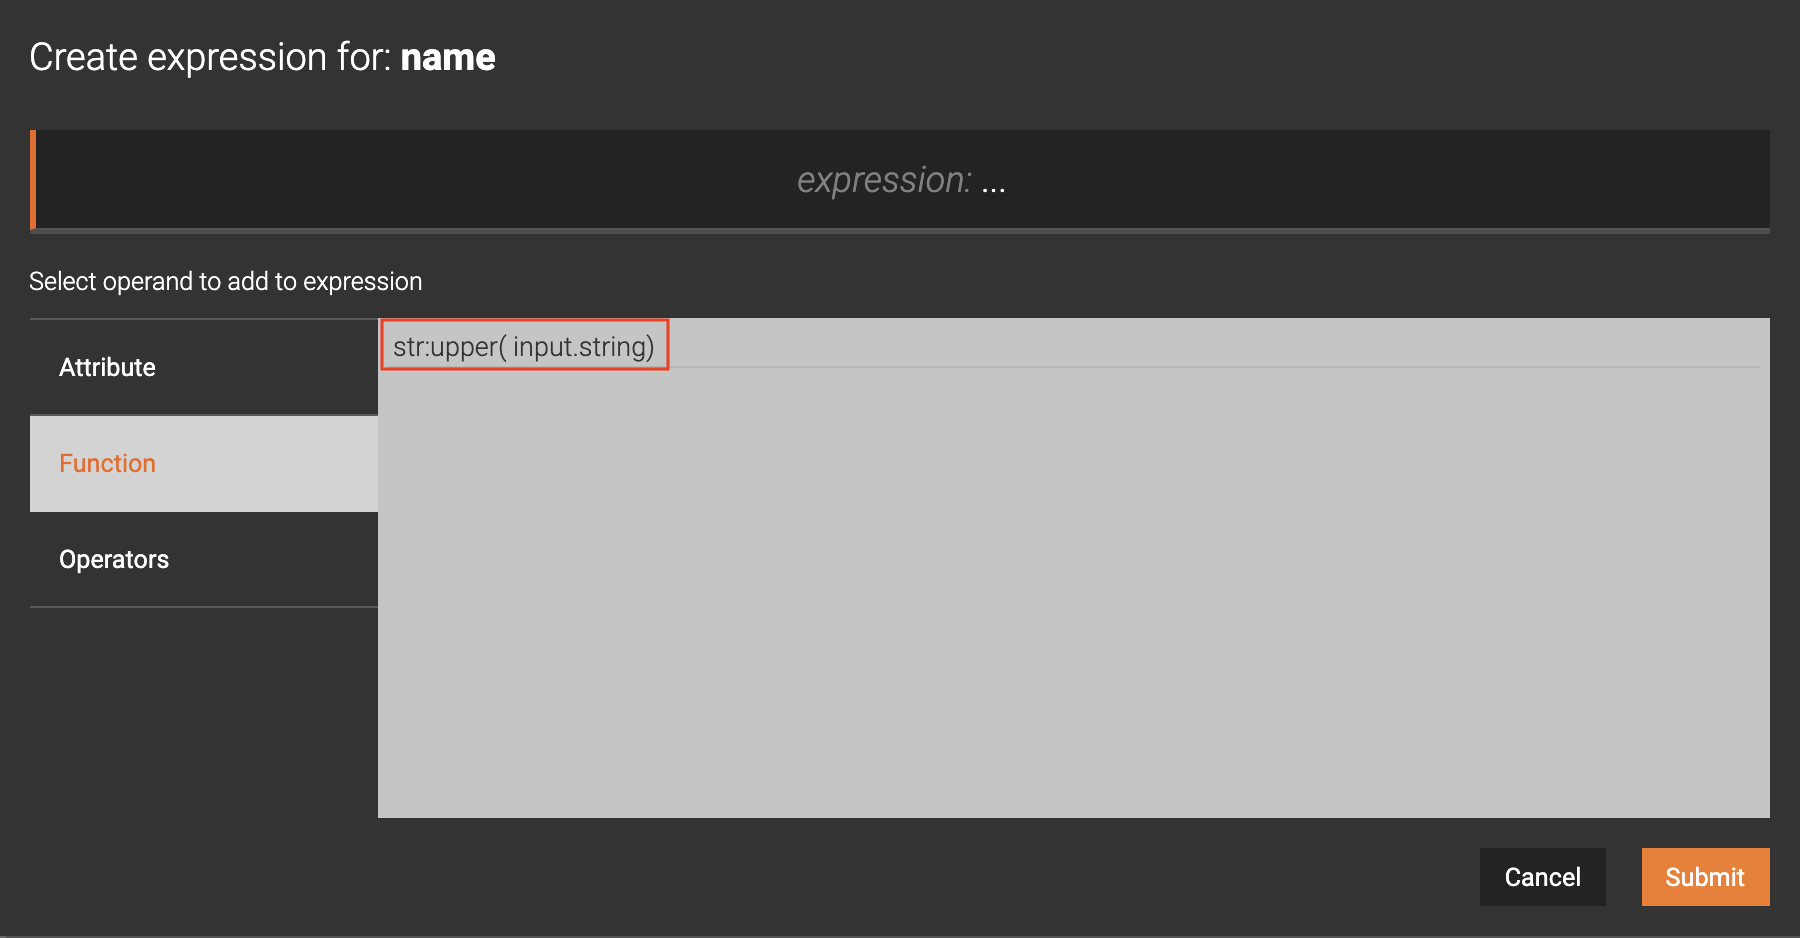 Create expression for: name
expression: ...
Select operand to add to expression
Attribute
str:upper( input.string)
Function
Operators
Cancel
Submit